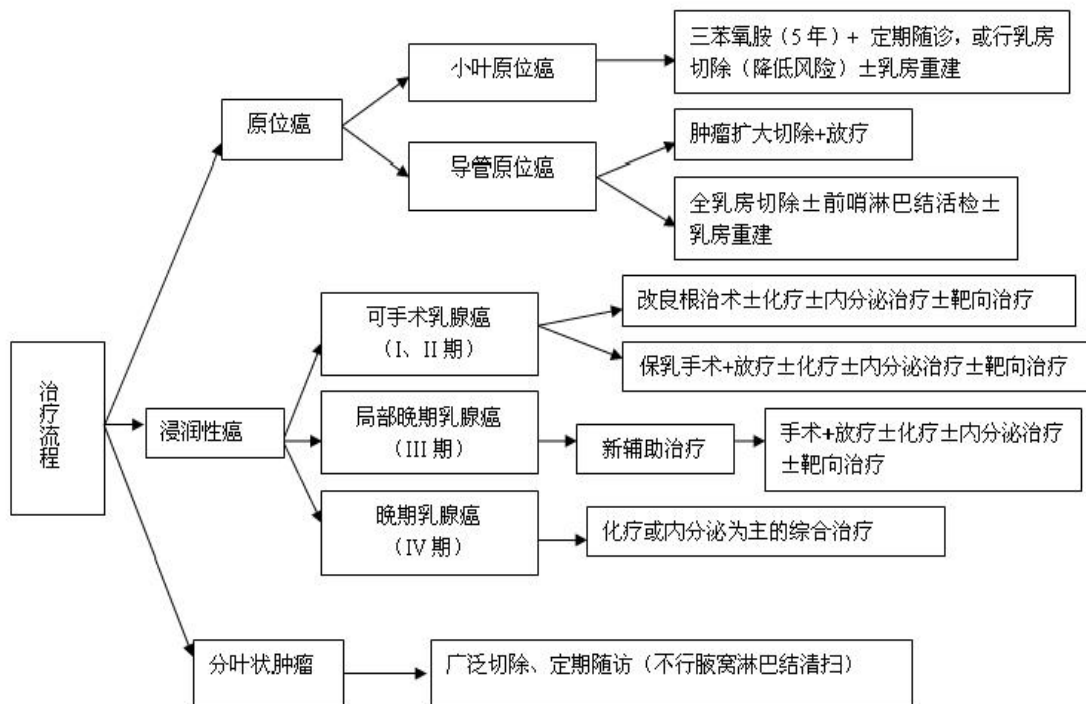 三苯氧胺（5年）+ 定期随诊，或行乳房
切除（降低风险）±乳房重建
小叶原位癌
原位癌
肿瘤扩大切除+放疗
导管原位癌
全乳房切除±前哨淋巴结活检±
乳房重建
可手术乳腺癌
（I、II 期）
改良根治术±化疗±内分泌治疗±靶向治疗
保乳手术+放疗±化疗±内分泌治疗±靶向治疗
治疗流程
浸润性癌
局部晚期乳腺癌
（III 期）
新辅助治疗
手术+放疗±化疗±内分泌治疗
±靶向治疗
晚期乳腺癌
（IV 期）
化疗或内分泌为主的综合治疗
分叶状肿瘤
广泛切除、定期随访（不行腋窝淋巴结清扫）